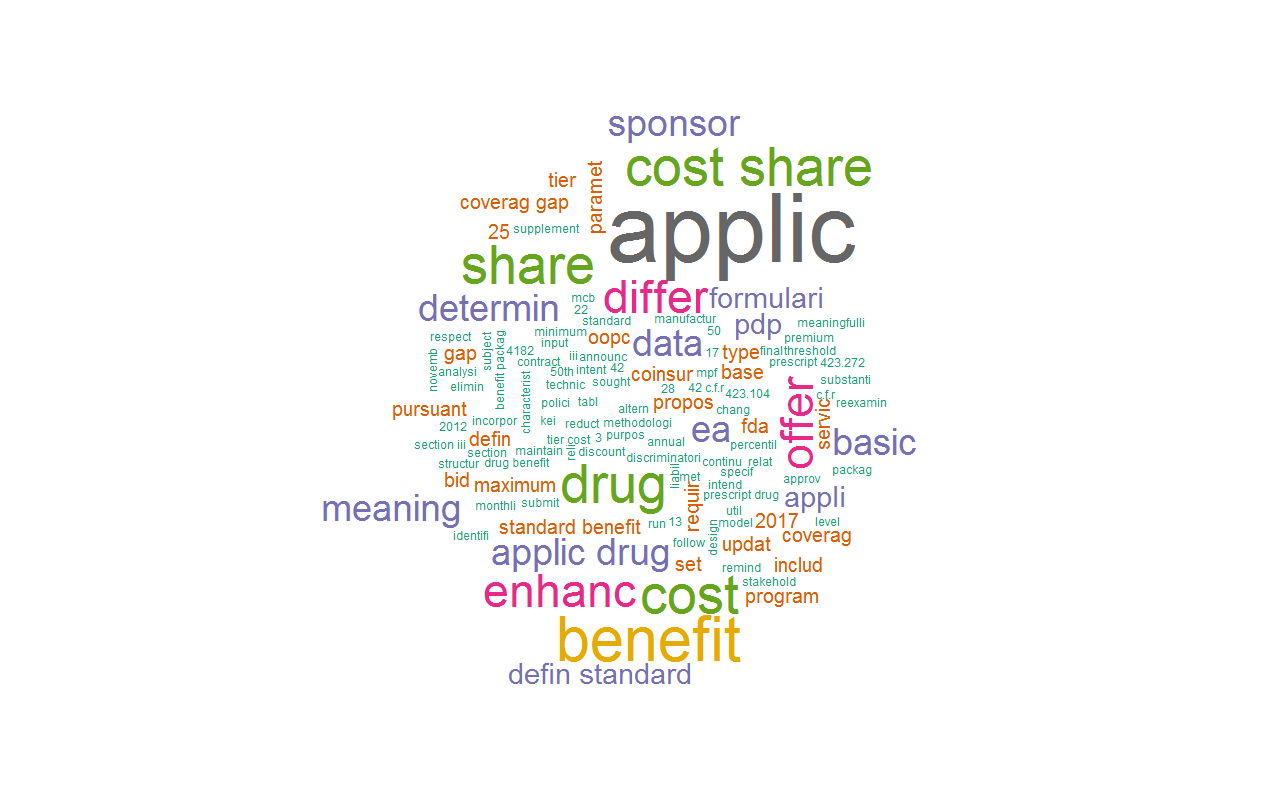 sponsor
cost share
tier
paramet
coverag gap
applic
25
supplement
share
differ
formulari
determin
mcb
22
standard
manufactur
50
pdp
meaningfulli
respect
subject
benefit packag
minimum
input
oopc
data
premium
gap
4182
iii
announc
17
type
final
threshold
novemb
analysi
contract
50th
intent
42
coinsur
mpf
base
prescript
423.272
elimin
characterist
technic
sought
28
42 c.f.r
423.104
offer
substanti
c.f.r
reexamin
pursuant
polici
tabl
altern
propos
chang
servic
2012
incorpor
kei
reduct
methodologi
ea
fda
basic
defin
tier cost
3
purpos
annual
percentil
section iii
section
maintain
reli
discount
discriminatori
structur
drug benefit
liabil
met
continu
relat
specif
packag
bid
maximum
drug
requir
intend
approv
prescript drug
appli
meaning
monthli
submit
util
identifi
standard benefit
run
13
design
model
2017
level
applic drug
follow
updat
coverag
set
remind
includ
enhanc
cost
stakehold
program
benefit
defin standard